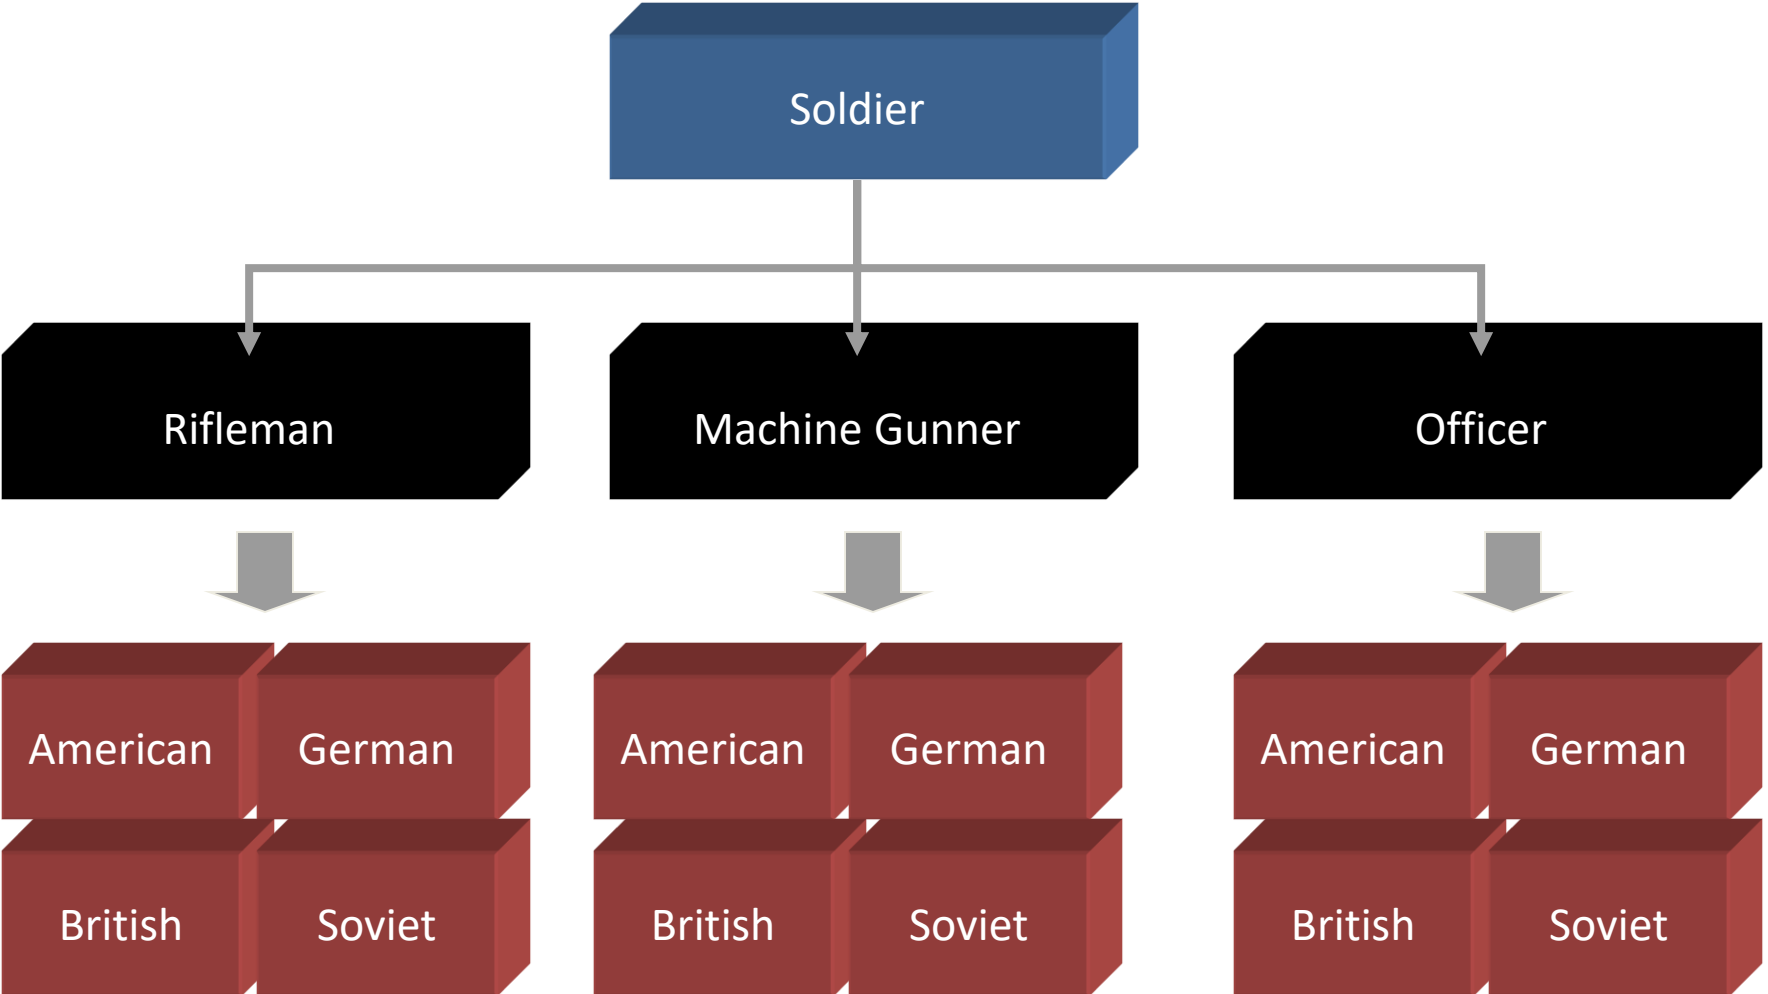 Soldier
Rifleman
Machine Gunner
Officer
American
German
American
German
American
German
British
Soviet
British
Soviet
British
Soviet